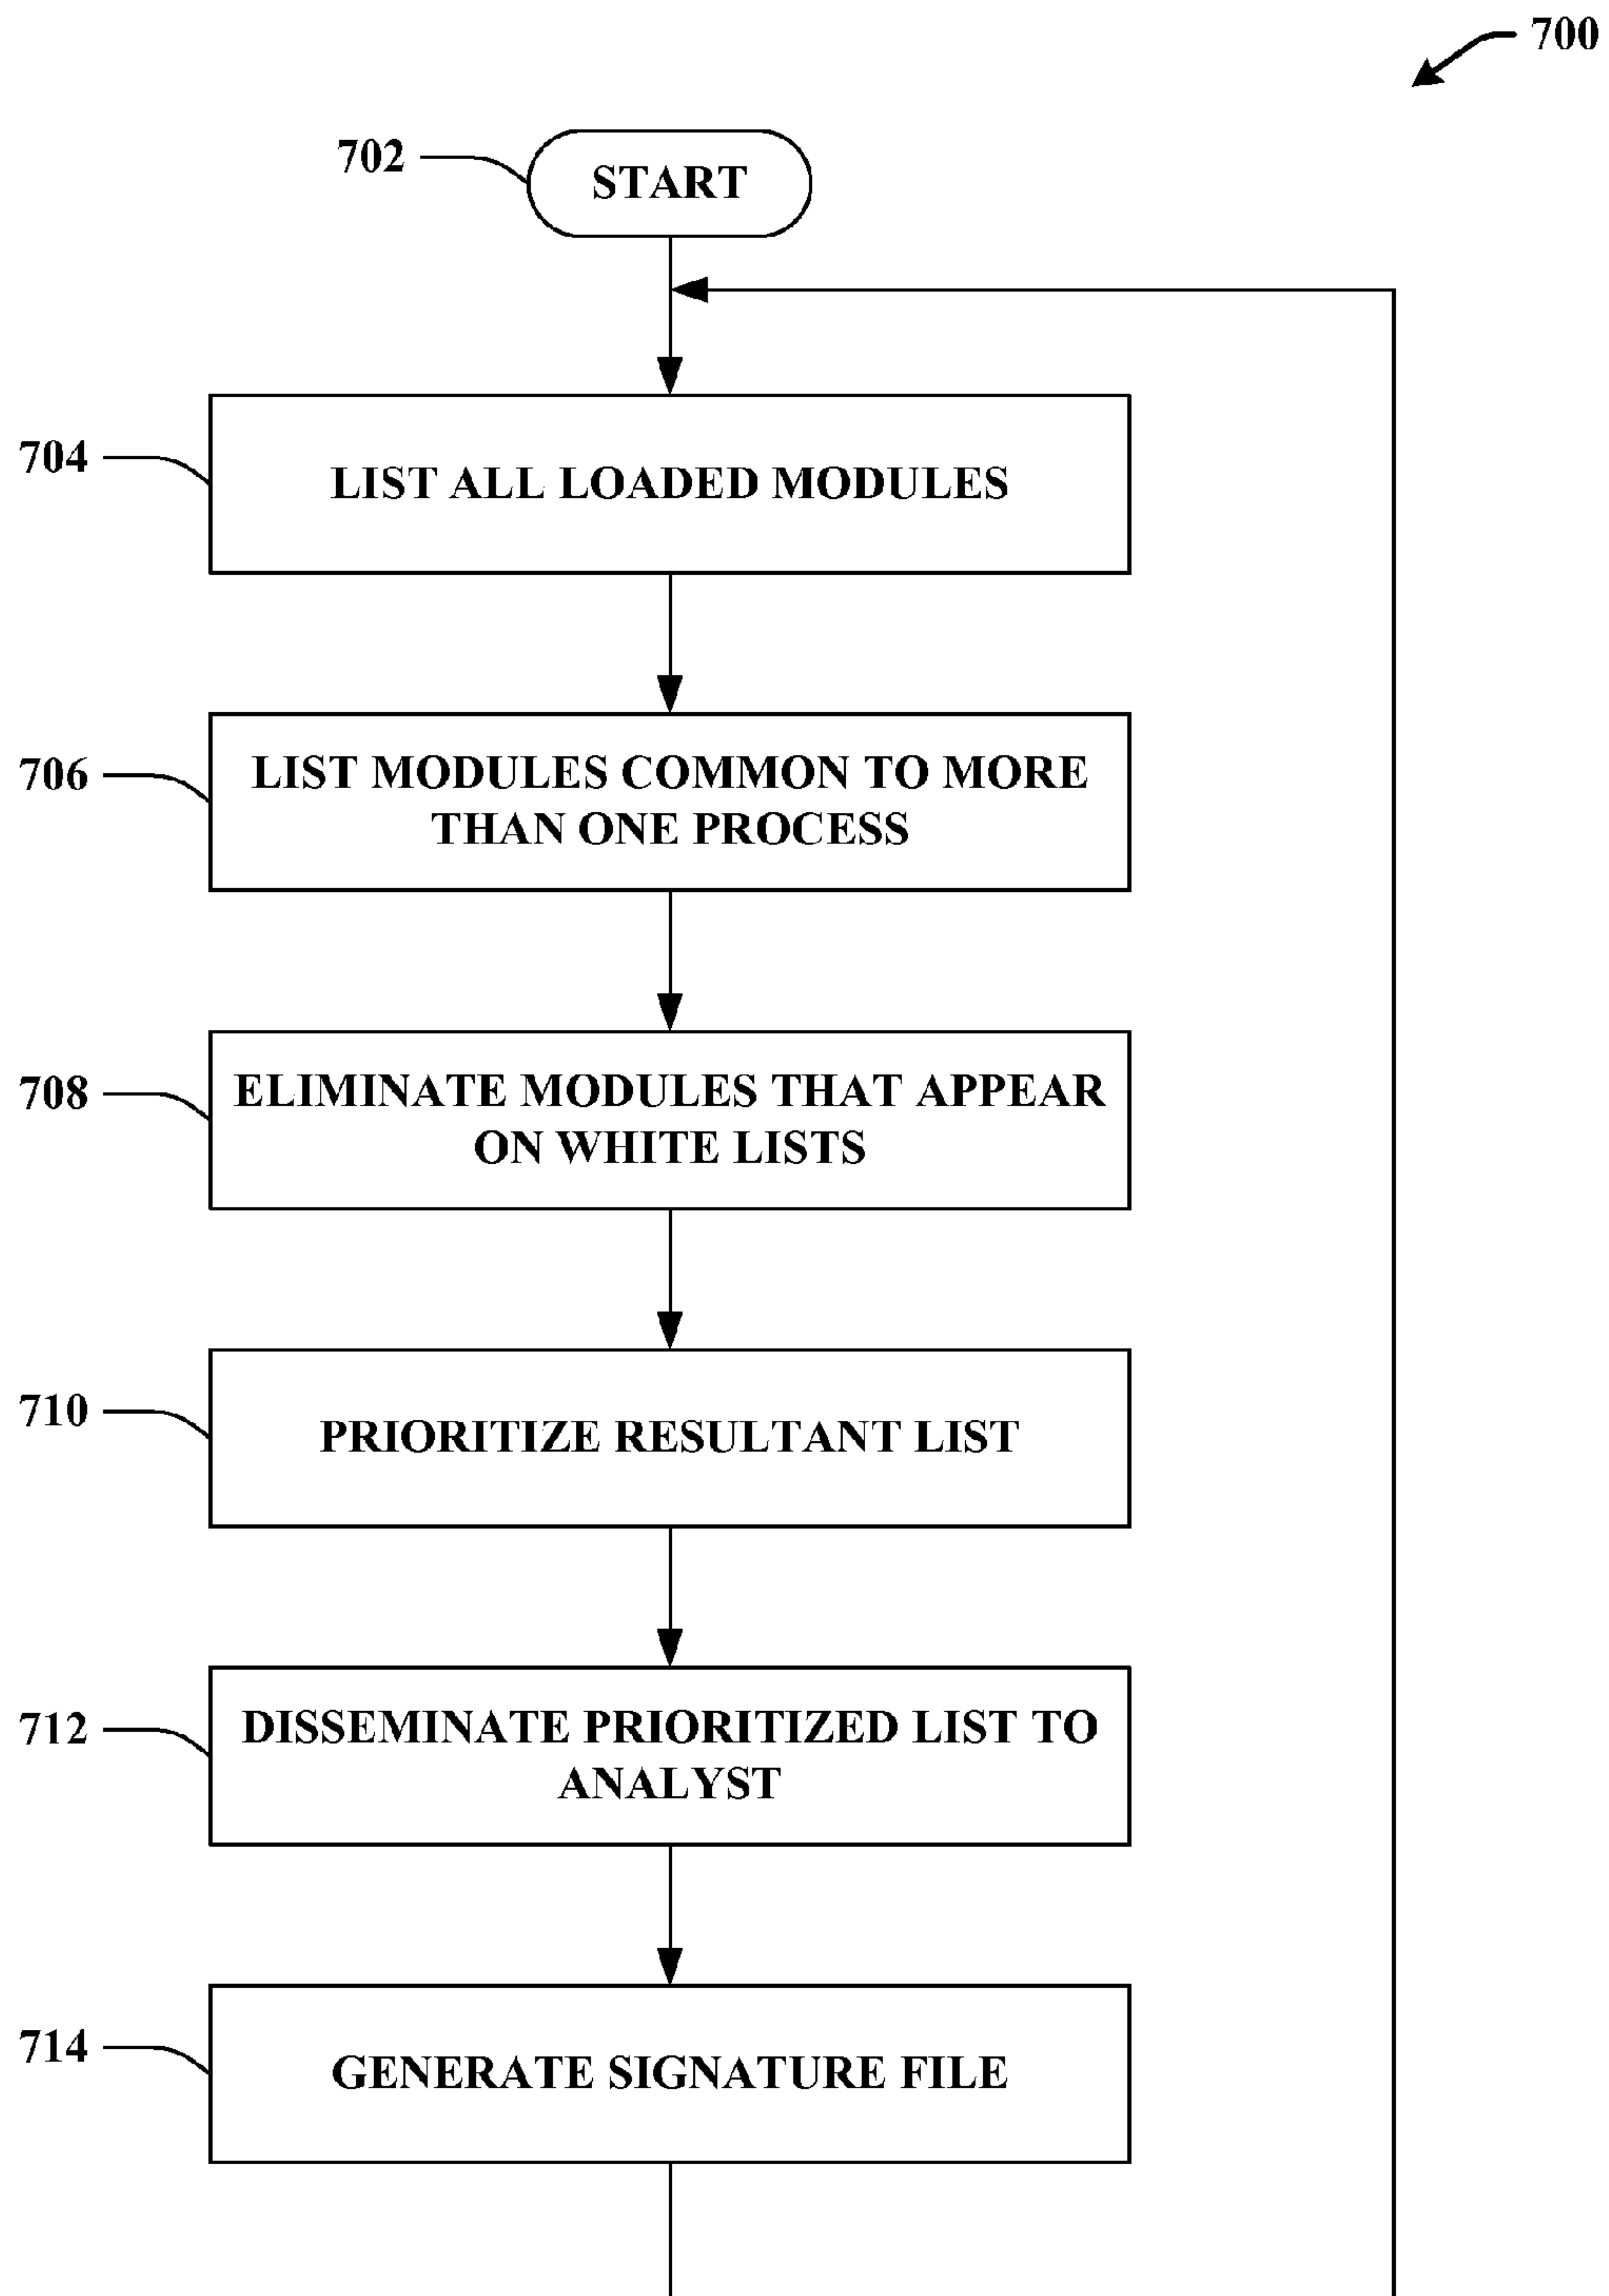 700
702
START
704
LIST ALL LOADED MODULES
706
LIST MODULES COMMON TO MORE
THAN ONE PROCESS
708
ELIMINATE MODULES THAT APPEAR
ON WHITE LISTS
710
PRIORITIZE RESULTANT LIST
712
DISSEMINATE PRIORITIZED LIST TO
ANALYST
714
GENERATE SIGNATURE FILE